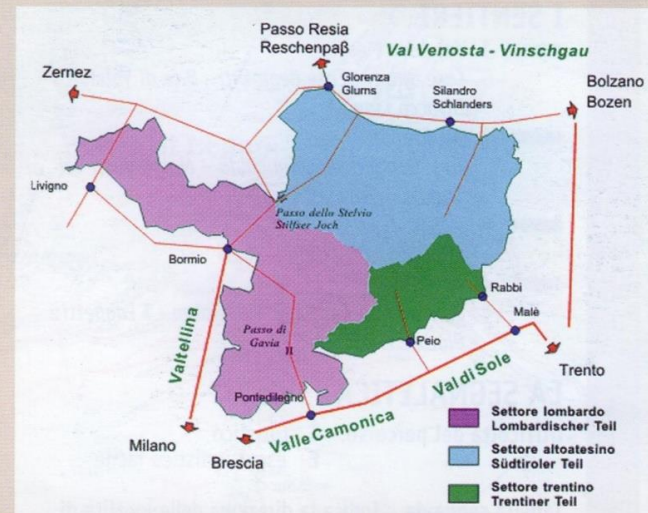 Passo Resia
Reschenpaβ
Val Venosta - Vinschgau
Zernez
Glorenza
Glurns
Silandro
Schlanders
Bolzano
Bozen
Livigno
Passo dello Stelvio
Stilfser Joch
Bormio
Rabbi
Malè
Passo di
Gavia
Peio
Valtellina
Val di Sole
Trento
Pontedilegno
Valle Camonica
Milano
Brescia
Settore lombardo
Lombardischer Teil
Settore altoatesino
Südtiroler Teil
Settore trentino
Trentiner Teil